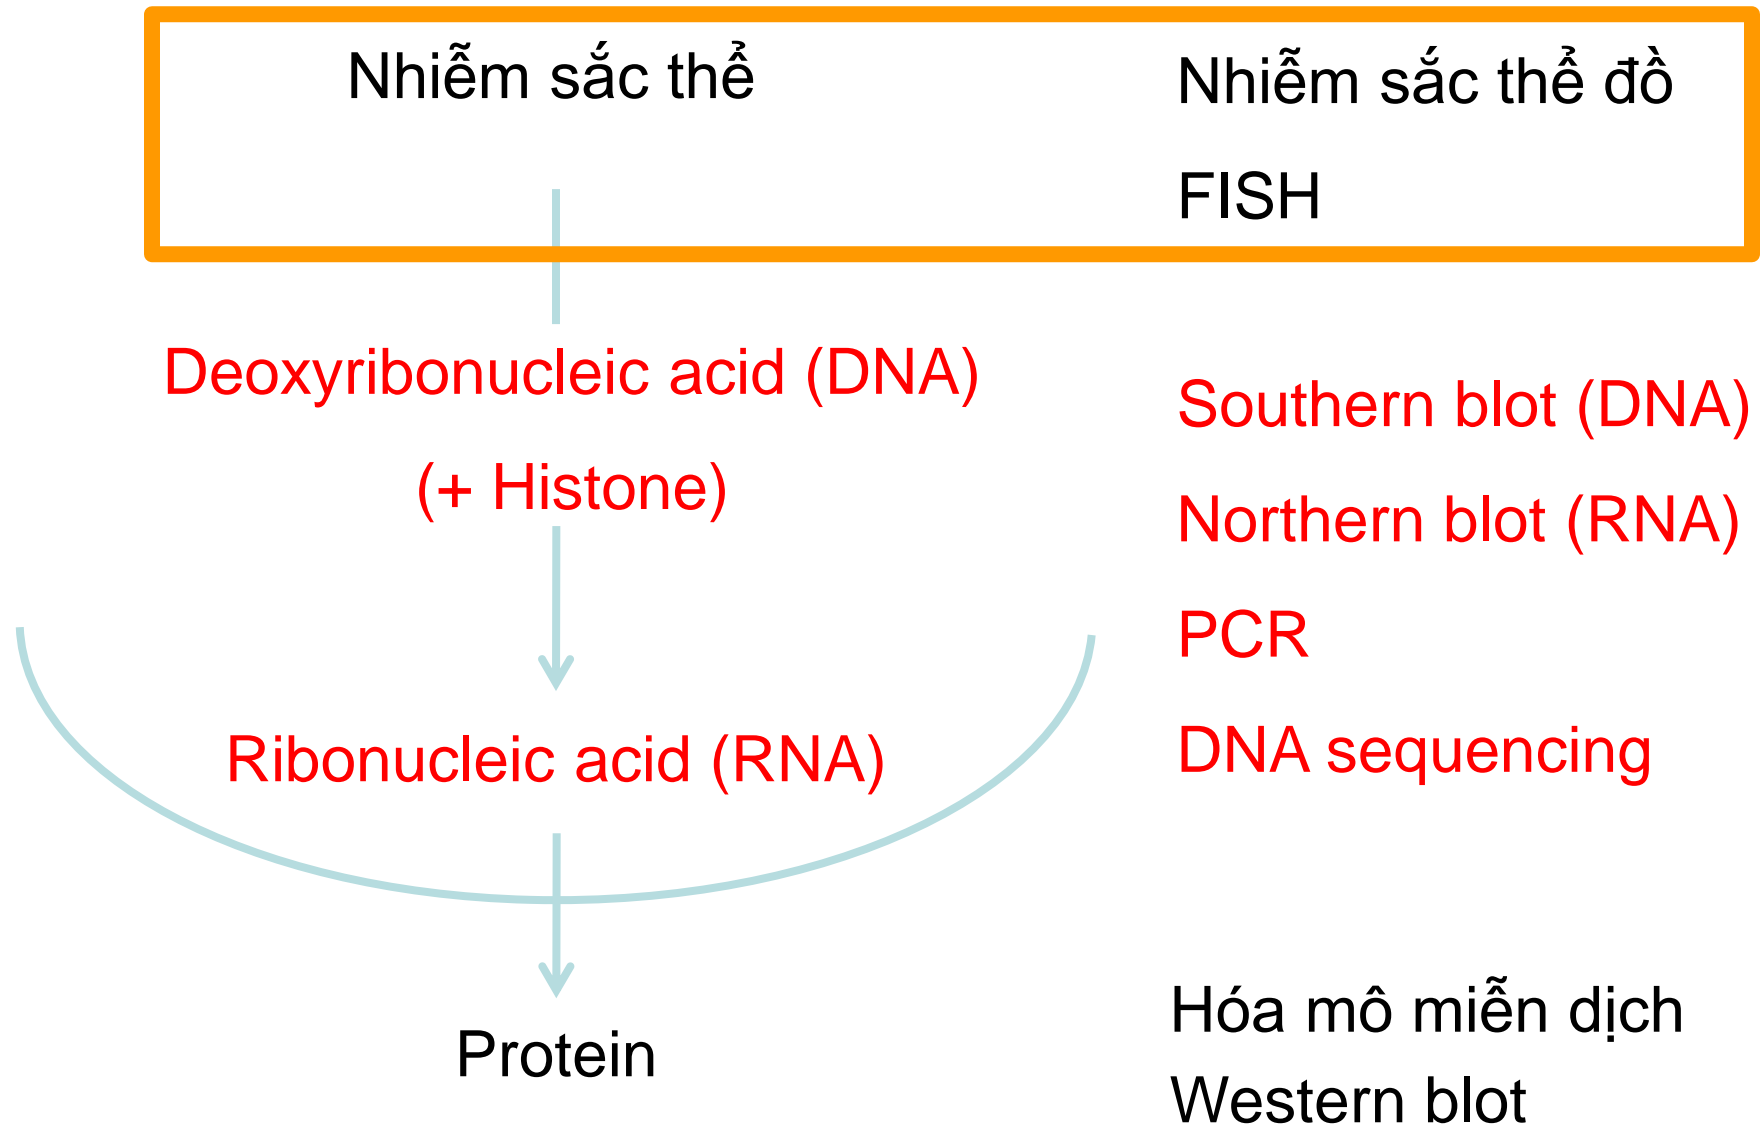 Nhiễm sắc thể
Nhiễm sắc thể đồ
FISH
Deoxyribonucleic acid (DNA)
(+ Histone)
Ribonucleic acid (RNA)
Southern blot (DNA)
Northern blot (RNA)
PCR
DNA sequencing
Protein
Hóa mô miễn dịch
Western blot